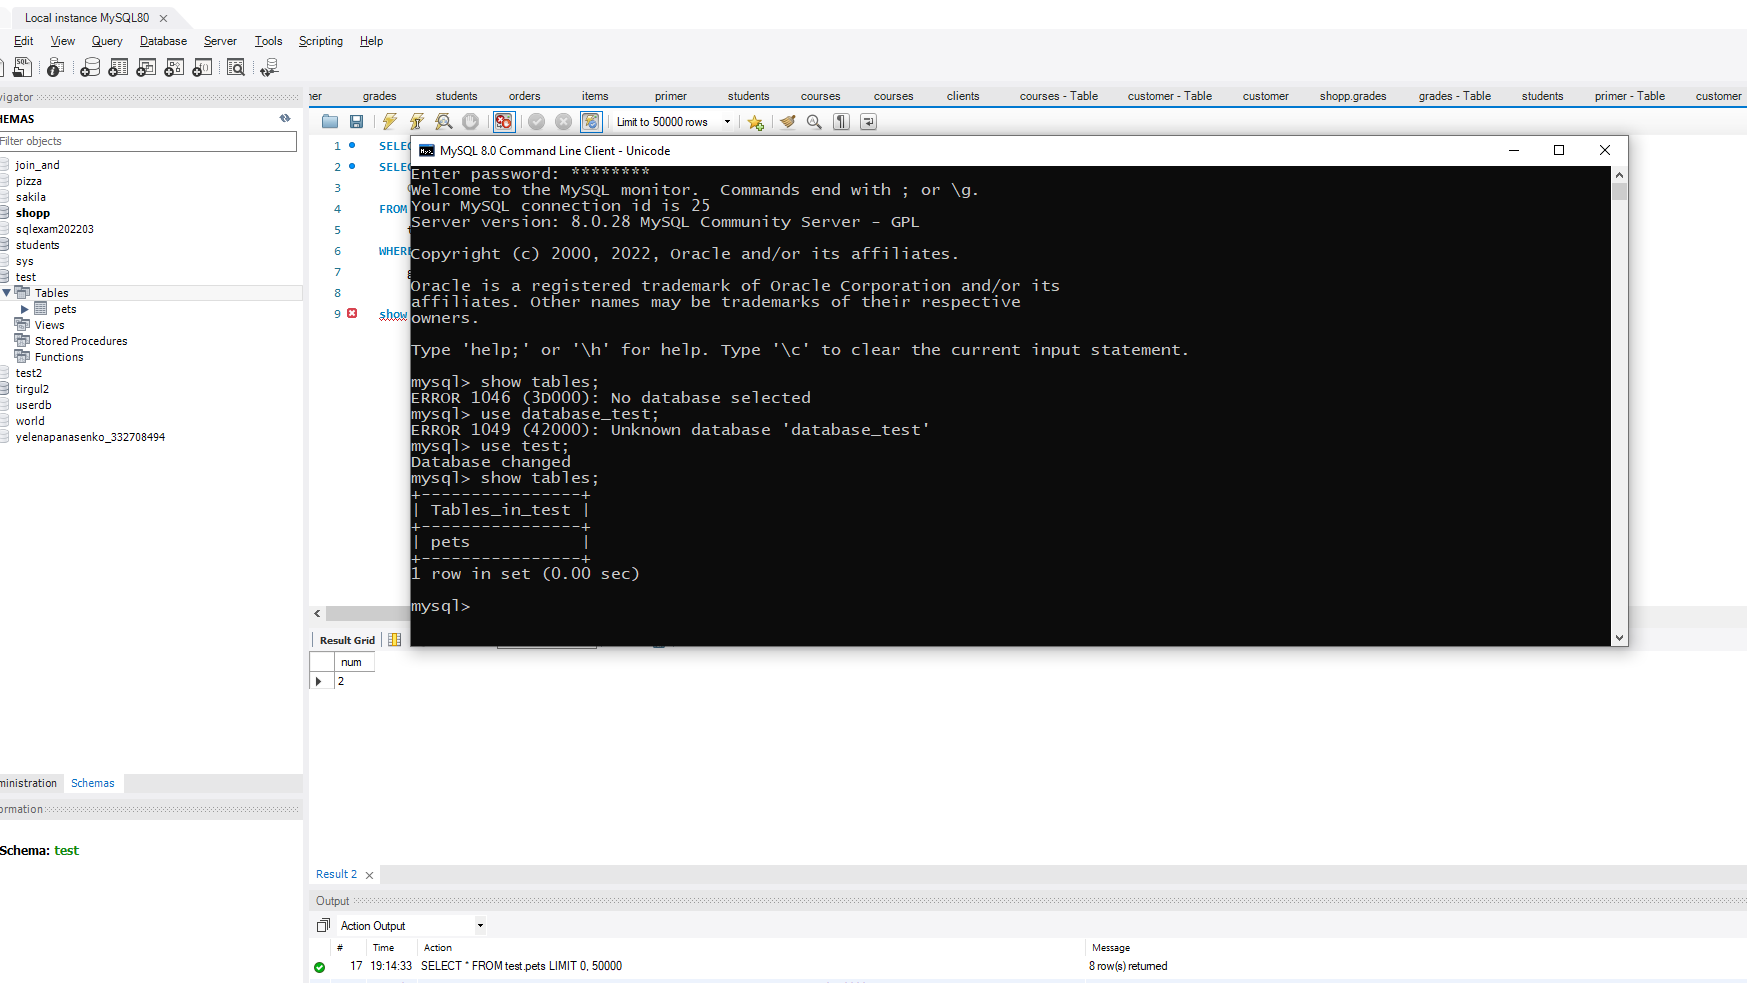 Local instance MySQL80
Edit View Query Database Server Tools Scripting Help
grades students orders items primer students courses courses clients courses - Table customer - Table customer shopp.grades grades - Table students primer - Table customer
Filter objects
Limit to 50000 rows
join_and
pizza
sakila
shopp
sqlexam202203
students
sys
test
Tables
pets
Views
Stored Procedures
Functions
test2
tirgul2
userdb
world
yelenapanasenko_332708494
1
2
3
4 FROM
5
6 WHERE
7
8
9 show
MySQL 8.0 Command Line Client - Unicode
Enter password: ********
Welcome to the MySQL monitor.  Commands end with ; or \g.
Your MySQL connection id is 25
Server version: 8.0.28 MySQL Community Server - GPL
Copyright (c) 2000, 2022, Oracle and/or its affiliates.
Oracle is a registered trademark of Oracle Corporation and/or its
affiliates. Other names may be trademarks of their respective
owners.
Type 'help;' or '\h' for help. Type '\c' to clear the current input statement.
mysql> show tables;
ERROR 1046 (3D000): No database selected
mysql> use database_test;
ERROR 1049 (42000): Unknown database 'database_test'
mysql> use test;
Database changed
mysql> show tables;
+----------------+
| Tables_in_test |
+----------------+
| pets           |
+----------------+
1 row in set (0.00 sec)
mysql>
Result Grid
num
2
Schemas
Schema: test
Result 2
Output
Action Output
# Time Action Message
17 19:14:33 SELECT * FROM test.pets LIMIT 0, 50000 8 row(s) returned